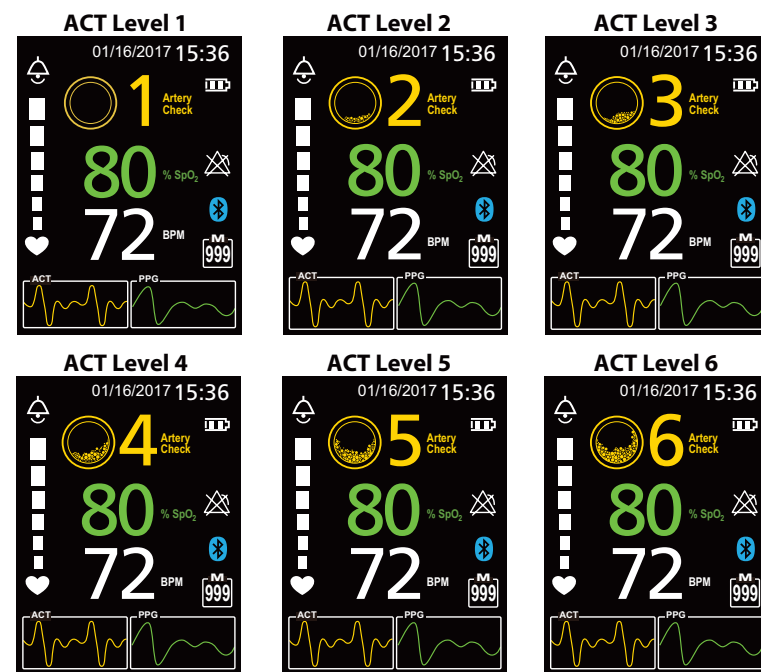 ACT Level 1
01/16/2017 15:36
1 Artery Check
80 % SpO₂
72 BPM
M
999
ACT PPG
ACT Level 2
01/16/2017 15:36
2 Artery Check
80 % SpO₂
72 BPM
M
999
ACT PPG
ACT Level 3
01/16/2017 15:36
3 Artery Check
80 % SpO₂
72 BPM
M
999
ACT PPG
ACT Level 4
01/16/2017 15:36
4 Artery Check
80 % SpO₂
72 BPM
M
999
ACT PPG
ACT Level 5
01/16/2017 15:36
5 Artery Check
80 % SpO₂
72 BPM
M
999
ACT PPG
ACT Level 6
01/16/2017 15:36
6 Artery Check
80 % SpO₂
72 BPM
M
999
ACT PPG